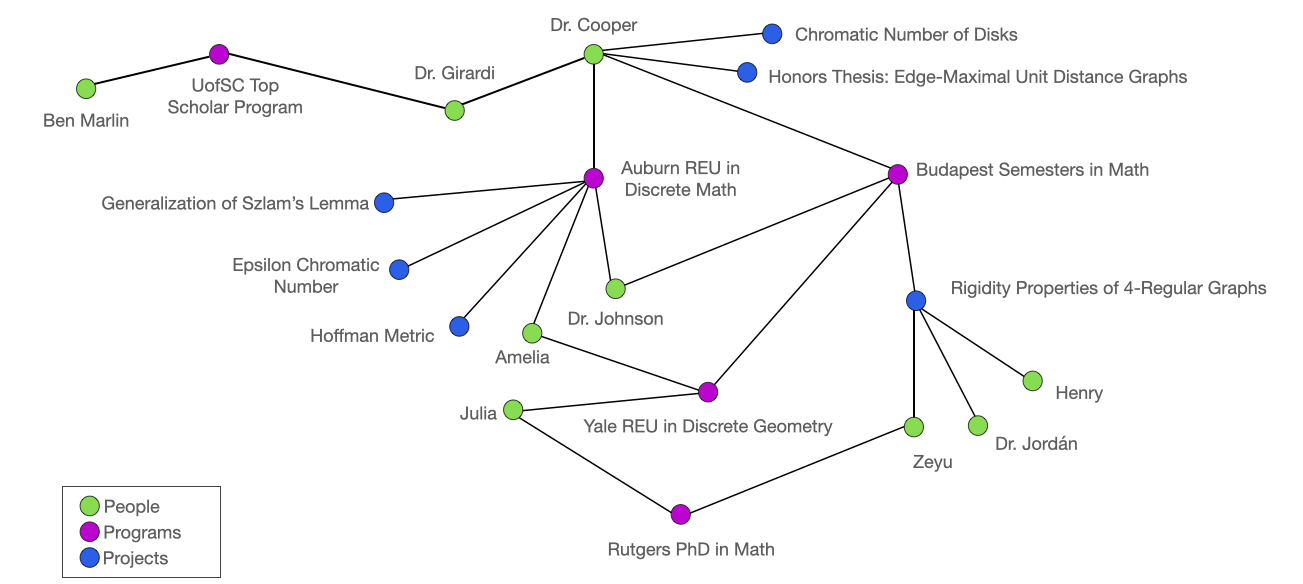 Dr. Cooper
Chromatic Number of Disks
Dr. Girardi
Honors Thesis: Edge-Maximal Unit Distance Graphs
UofSC Top
Scholar Program
Ben Marlin
Auburn REU in
Discrete Math
Budapest Semesters in Math
Generalization of Szlam's Lemma
Epsilon Chromatic
Number
Rigidity Properties of 4-Regular Graphs
Dr. Johnson
Hoffman Metric
Amelia
Henry
Julia
Yale REU in Discrete Geometry
Dr. Jordán
Zeyu
People
Programs
Projects
Rutgers PhD in Math